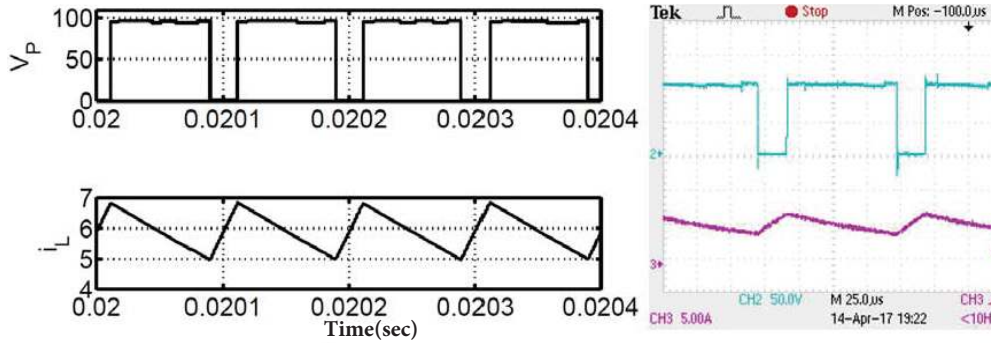 100
50
0
V_P
0.02 0.0201 0.0202 0.0203 0.0204
7
6
5
4
i_L
0.02 0.0201 0.0202 0.0203 0.0204
Time(sec)
Tek Stop M Pos: -100.0us
2
3
CH2 50.0V M 25.0us CH3
CH3 5.00A 14-Apr-17 19:22 <10H